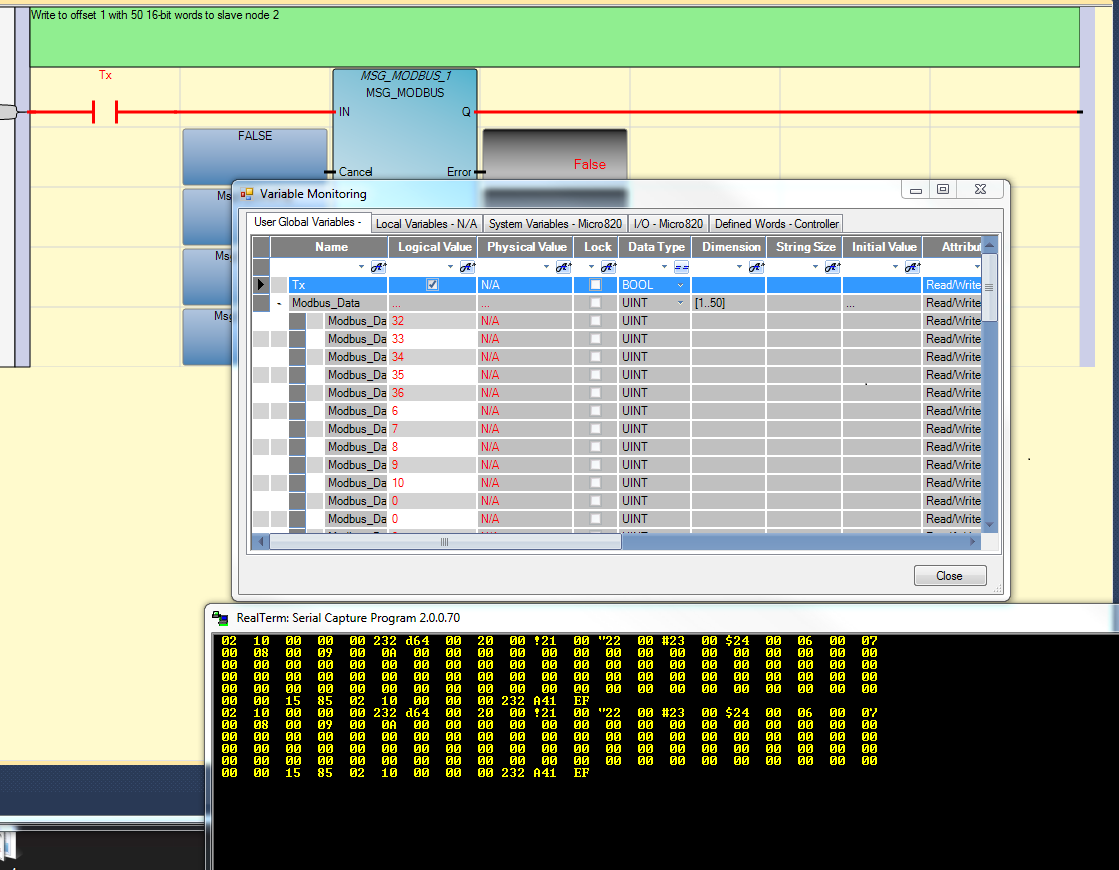 Write to offset 1 with 50 16-bit words to slave node 2
Tx
MSG_MODBUS_1
MSG_MODBUS
IN Q
FALSE
Cancel Error
False
Ms
Ms
Msg
Variable Monitoring
User Global Variables - Local Variables - N/A System Variables - Micro820 I/O - Micro820 Defined Words - Controller
Name Logical Value Physical Value Lock Data Type Dimension String Size Initial Value Attribu
Tx N/A BOOL Read/Write
- Modbus_Data ... ... UINT [1..50] ... Read/Write
Modbus_Da 32 N/A UINT Read/Write
Modbus_Da 33 N/A UINT Read/Write
Modbus_Da 34 N/A UINT Read/Write
Modbus_Da 35 N/A UINT Read/Write
Modbus_Da 36 N/A UINT Read/Write
Modbus_Da 6 N/A UINT Read/Write
Modbus_Da 7 N/A UINT Read/Write
Modbus_Da 8 N/A UINT Read/Write
Modbus_Da 9 N/A UINT Read/Write
Modbus_Da 10 N/A UINT Read/Write
Modbus_Da 0 N/A UINT Read/Write
Modbus_Da 0 N/A UINT Read/Write
Close
RealTerm: Serial Capture Program 2.0.0.70
02 10 00 00 00 232 d64 00 20 00 !21 00 "22 00 #23 00 $24 00 06 00 07
00 08 00 09 00 0A 00 00 00 00 00 00 00 00 00 00 00 00 00 00 00
00 00 00 00 00 00 00 00 00 00 00 00 00 00 00 00 00 00 00 00 00
00 00 00 00 00 00 00 00 00 00 00 00 00 00 00 00 00 00 00 00 00
00 00 00 00 00 00 00 00 00 00 00 00 00 00 00 00 00 00 00 00 00
00 00 15 85 02 10 00 00 00 232 A41 EF
02 10 00 00 00 232 d64 00 20 00 !21 00 "22 00 #23 00 $24 00 06 00 07
00 08 00 09 00 0A 00 00 00 00 00 00 00 00 00 00 00 00 00 00 00
00 00 00 00 00 00 00 00 00 00 00 00 00 00 00 00 00 00 00 00 00
00 00 00 00 00 00 00 00 00 00 00 00 00 00 00 00 00 00 00 00 00
00 00 00 00 00 00 00 00 00 00 00 00 00 00 00 00 00 00 00 00 00
00 00 15 85 02 10 00 00 00 232 A41 EF